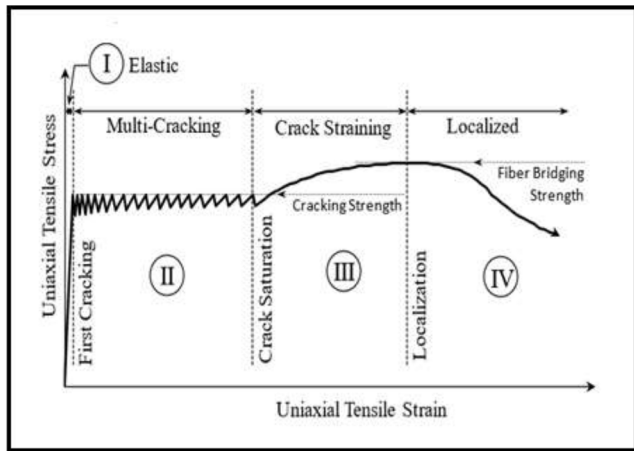 I Elastic
Multi-Cracking
Crack Straining
Localized
Uniaxial Tensile Stress
Fiber Bridging
Strength
Cracking Strength
First Cracking
II
Crack Saturation
III
Localization
IV
Uniaxial Tensile Strain